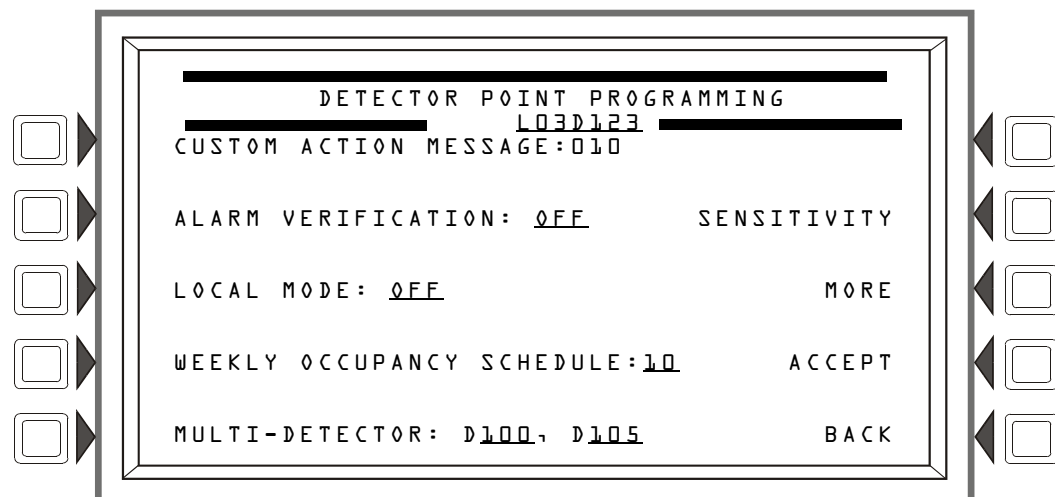 DETECTOR POINT PROGRAMMING
L03D123
CUSTOM ACTION MESSAGE:010
ALARM VERIFICATION: OFF SENSITIVITY
LOCAL MODE: OFF MORE
WEEKLY OCCUPANCY SCHEDULE:10 ACCEPT
MULTI-DETECTOR: D100, D105 BACK